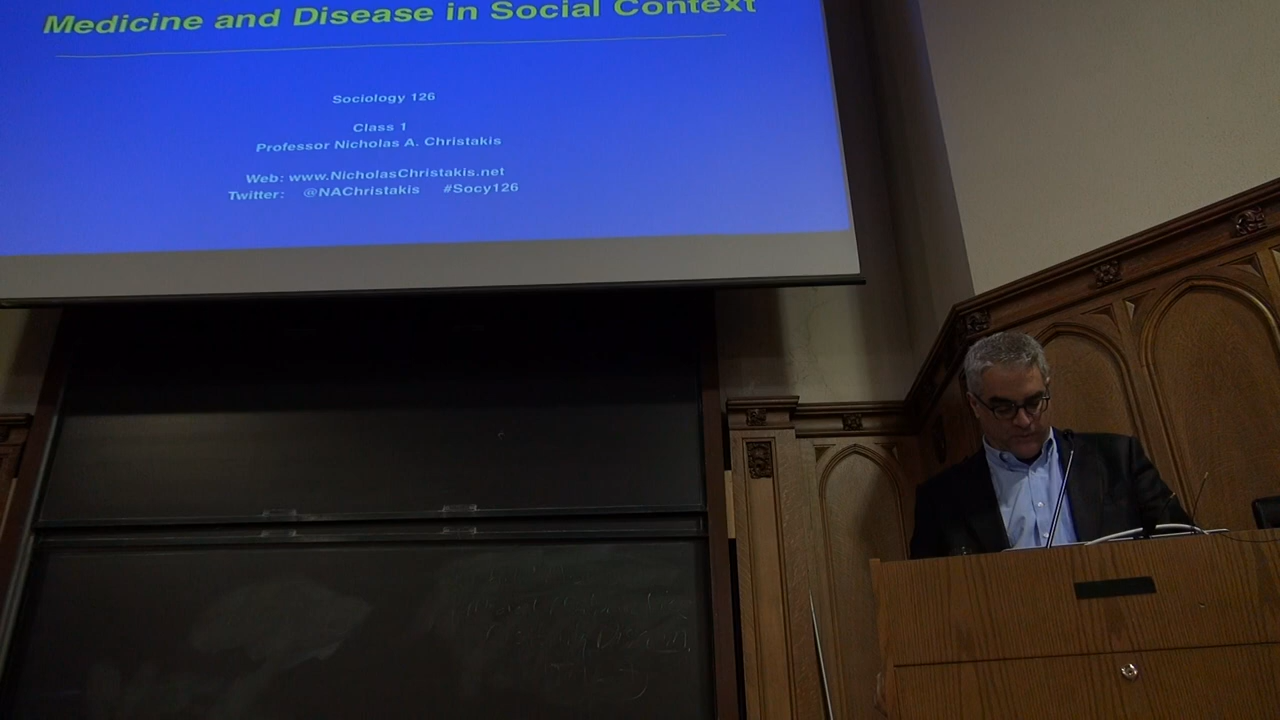 Medicine and Disease in Social Context
Sociology 126
Class 1
Professor Nicholas A. Christakis
Web: www.NicholasChristakis.net
Twitter: @NAChristakis #Socy126